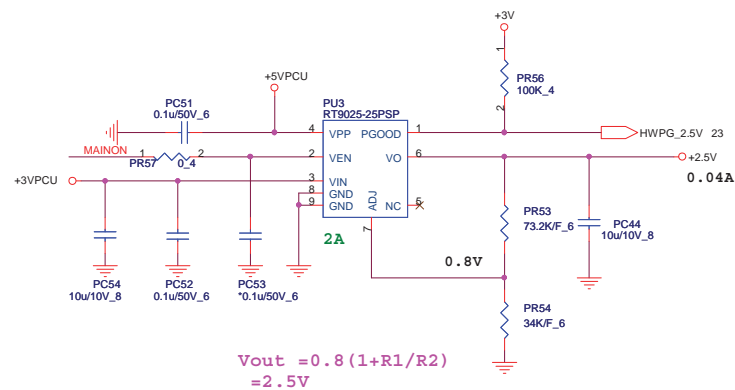 +3V
1
PR56
100K_4
2
+5VPCU
PC51
0.1u/50V_6
PU3
RT9025-25PSP
4 VPP PGOOD 1
HWPG_2.5V 23
MAINON
1 2
PR57 0_4
2 VEN VO 6
+2.5V
0.04A
+3VPCU
3 VIN
8 GND
9 GND
ADJ
NC 5
7
2A
PR53
73.2K/F_6
PC44
10u/10V_8
0.8V
PC54
10u/10V_8
PC52
0.1u/50V_6
PC53
*0.1u/50V_6
PR54
34K/F_6
Vout =0.8(1+R1/R2)
=2.5V